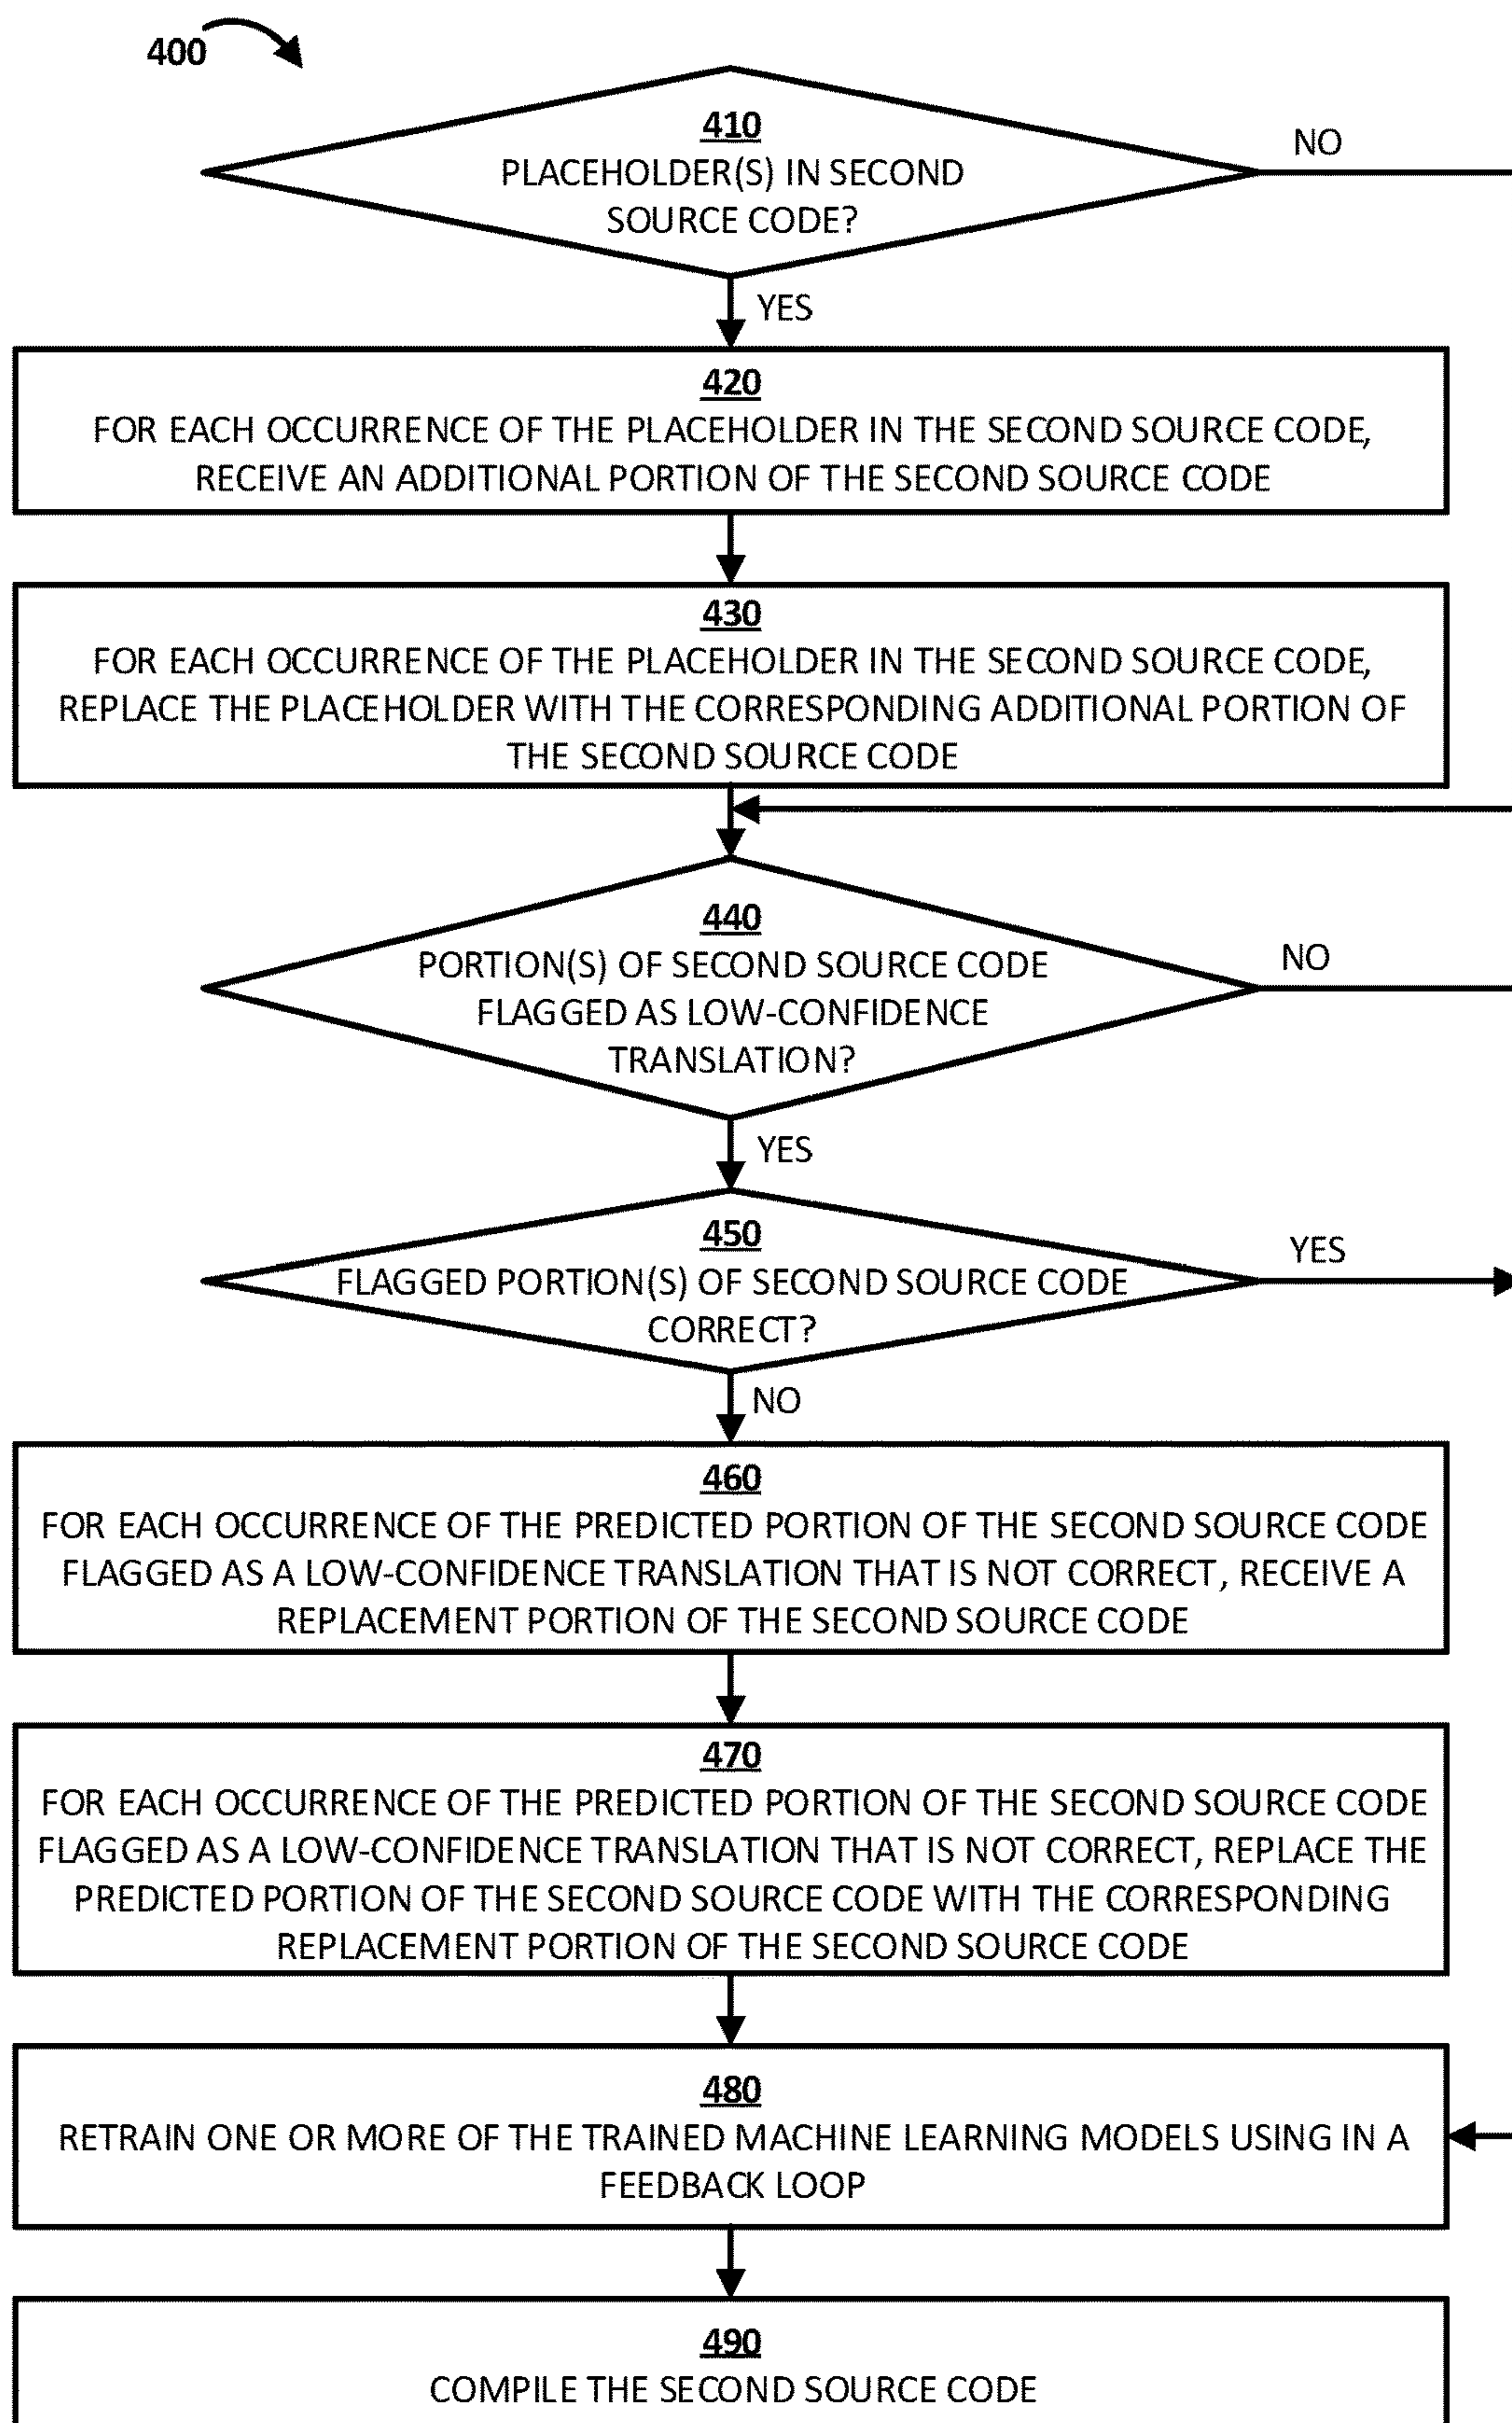 400
410
PLACEHOLDER(S) IN SECOND
SOURCE CODE?
NO
YES
420
FOR EACH OCCURRENCE OF THE PLACEHOLDER IN THE SECOND SOURCE CODE,
RECEIVE AN ADDITIONAL PORTION OF THE SECOND SOURCE CODE
430
FOR EACH OCCURRENCE OF THE PLACEHOLDER IN THE SECOND SOURCE CODE,
REPLACE THE PLACEHOLDER WITH THE CORRESPONDING ADDITIONAL PORTION OF
THE SECOND SOURCE CODE
440
PORTION(S) OF SECOND SOURCE CODE
FLAGGED AS LOW-CONFIDENCE
TRANSLATION?
NO
YES
450
FLAGGED PORTION(S) OF SECOND SOURCE CODE
CORRECT?
YES
NO
460
FOR EACH OCCURRENCE OF THE PREDICTED PORTION OF THE SECOND SOURCE CODE
FLAGGED AS A LOW-CONFIDENCE TRANSLATION THAT IS NOT CORRECT, RECEIVE A
REPLACEMENT PORTION OF THE SECOND SOURCE CODE
470
FOR EACH OCCURRENCE OF THE PREDICTED PORTION OF THE SECOND SOURCE CODE
FLAGGED AS A LOW-CONFIDENCE TRANSLATION THAT IS NOT CORRECT, REPLACE THE
PREDICTED PORTION OF THE SECOND SOURCE CODE WITH THE CORRESPONDING
REPLACEMENT PORTION OF THE SECOND SOURCE CODE
480
RETRAIN ONE OR MORE OF THE TRAINED MACHINE LEARNING MODELS USING IN A
FEEDBACK LOOP
490
COMPILE THE SECOND SOURCE CODE